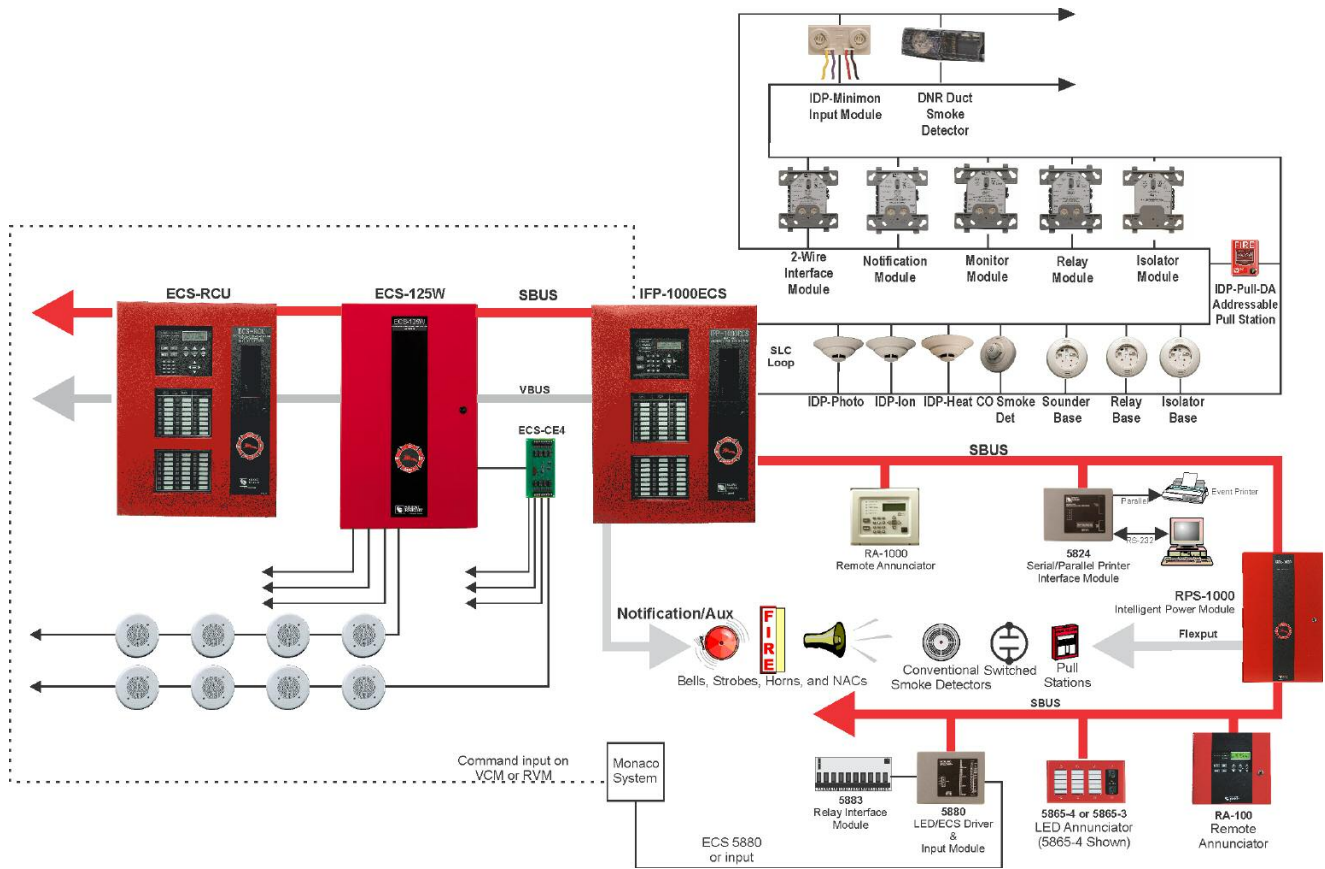 IDP-Minimon
Input Module
DNR Duct
Smoke
Detector
2-Wire
Interface
Module
Notification
Module
Monitor
Module
Relay
Module
Isolator
Module
FIRE
IDP-Pull-DA
Addressable
Pull Station
ECS-RCU
ECS-125W
SBUS
IFP-1000ECS
ECS-RCU
ECS-125W
IFP-1000ECS
SLC
Loop
VBUS
IDP-Photo
IDP-Ion
IDP-Heat
CO Smoke
Det
Sounder
Base
Relay
Base
Isolator
Base
ECS-CE4
SBUS
RA-1000
Remote Annunciator
5824
Serial/Parallel Printer
Interface Module
Parallel
Event Printer
RS-232
RPS-1000
Intelligent Power Module
Flexput
Notification/Aux
FIRE
Bells, Strobes, Horns, and NACs
Conventional
Smoke Detectors
Switched
Pull
Stations
SBUS
Command input on
VCM or RVM
Monaco
System
5883
Relay Interface
Module
5880
LED/ECS Driver
&
Input Module
5865-4 or 5865-3
LED Annunciator
(5865-4 Shown)
RA-100
Remote
Annunciator
ECS 5880
or input